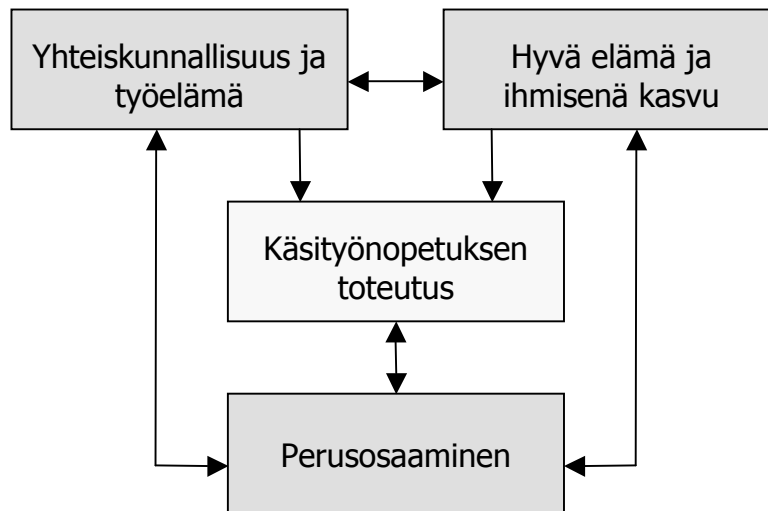 Yhteiskunnallisuus ja
työelämä
Hyvä elämä ja
ihmisenä kasvu
Käsityönopetuksen
toteutus
Perusosaaminen